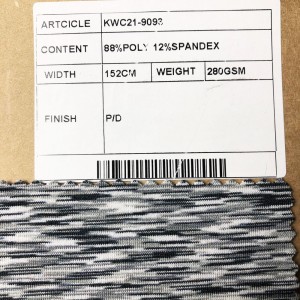 ARTCICLE KWC21-9093
CONTENT 88%POLY 12%SPANDEX
WIDTH 152CM WEIGHT 280GSM
FINISH P/D